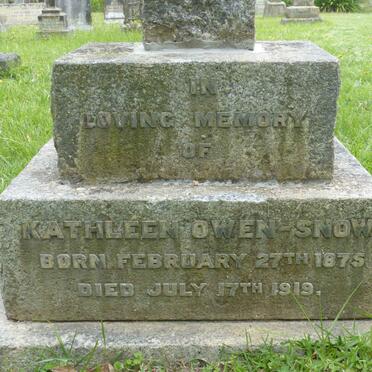 IN
LOVING MEMORY
OF
KATHLEEN OWEN-SNOW
BORN FEBRUARY 27TH 1875
DIED JULY 17TH 1919.